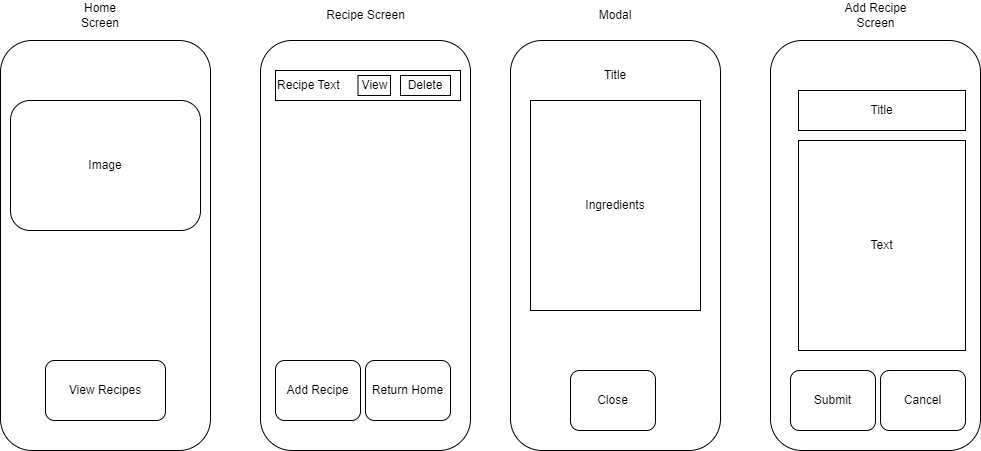 Home
Screen
Recipe Screen
Modal
Add Recipe
Screen
Image
View Recipes
Recipe Text
View
Delete
Add Recipe
Return Home
Title
Ingredients
Close
Title
Text
Submit
Cancel